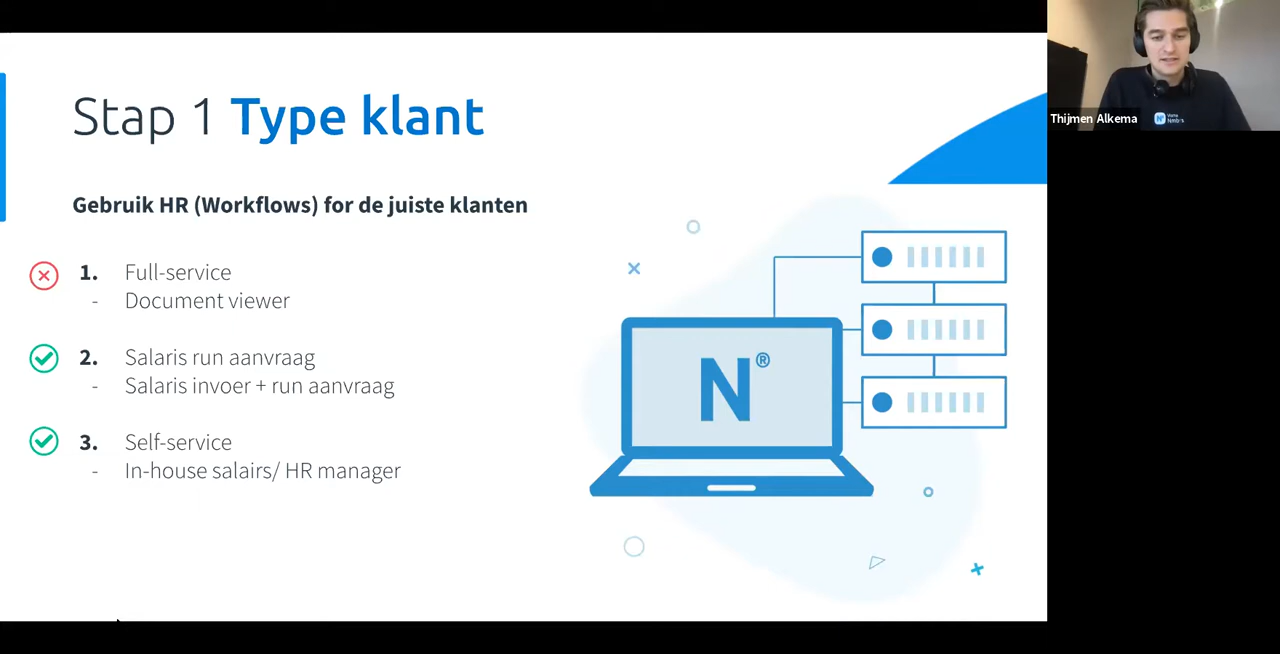 Stap 1 Type klant
Gebruik HR (Workflows) for de juiste klanten
1. Full-service
- Document viewer
2. Salaris run aanvraag
- Salaris invoer + run aanvraag
3. Self-service
- In-house salairs/ HR manager
N®
Thijmen Alkema